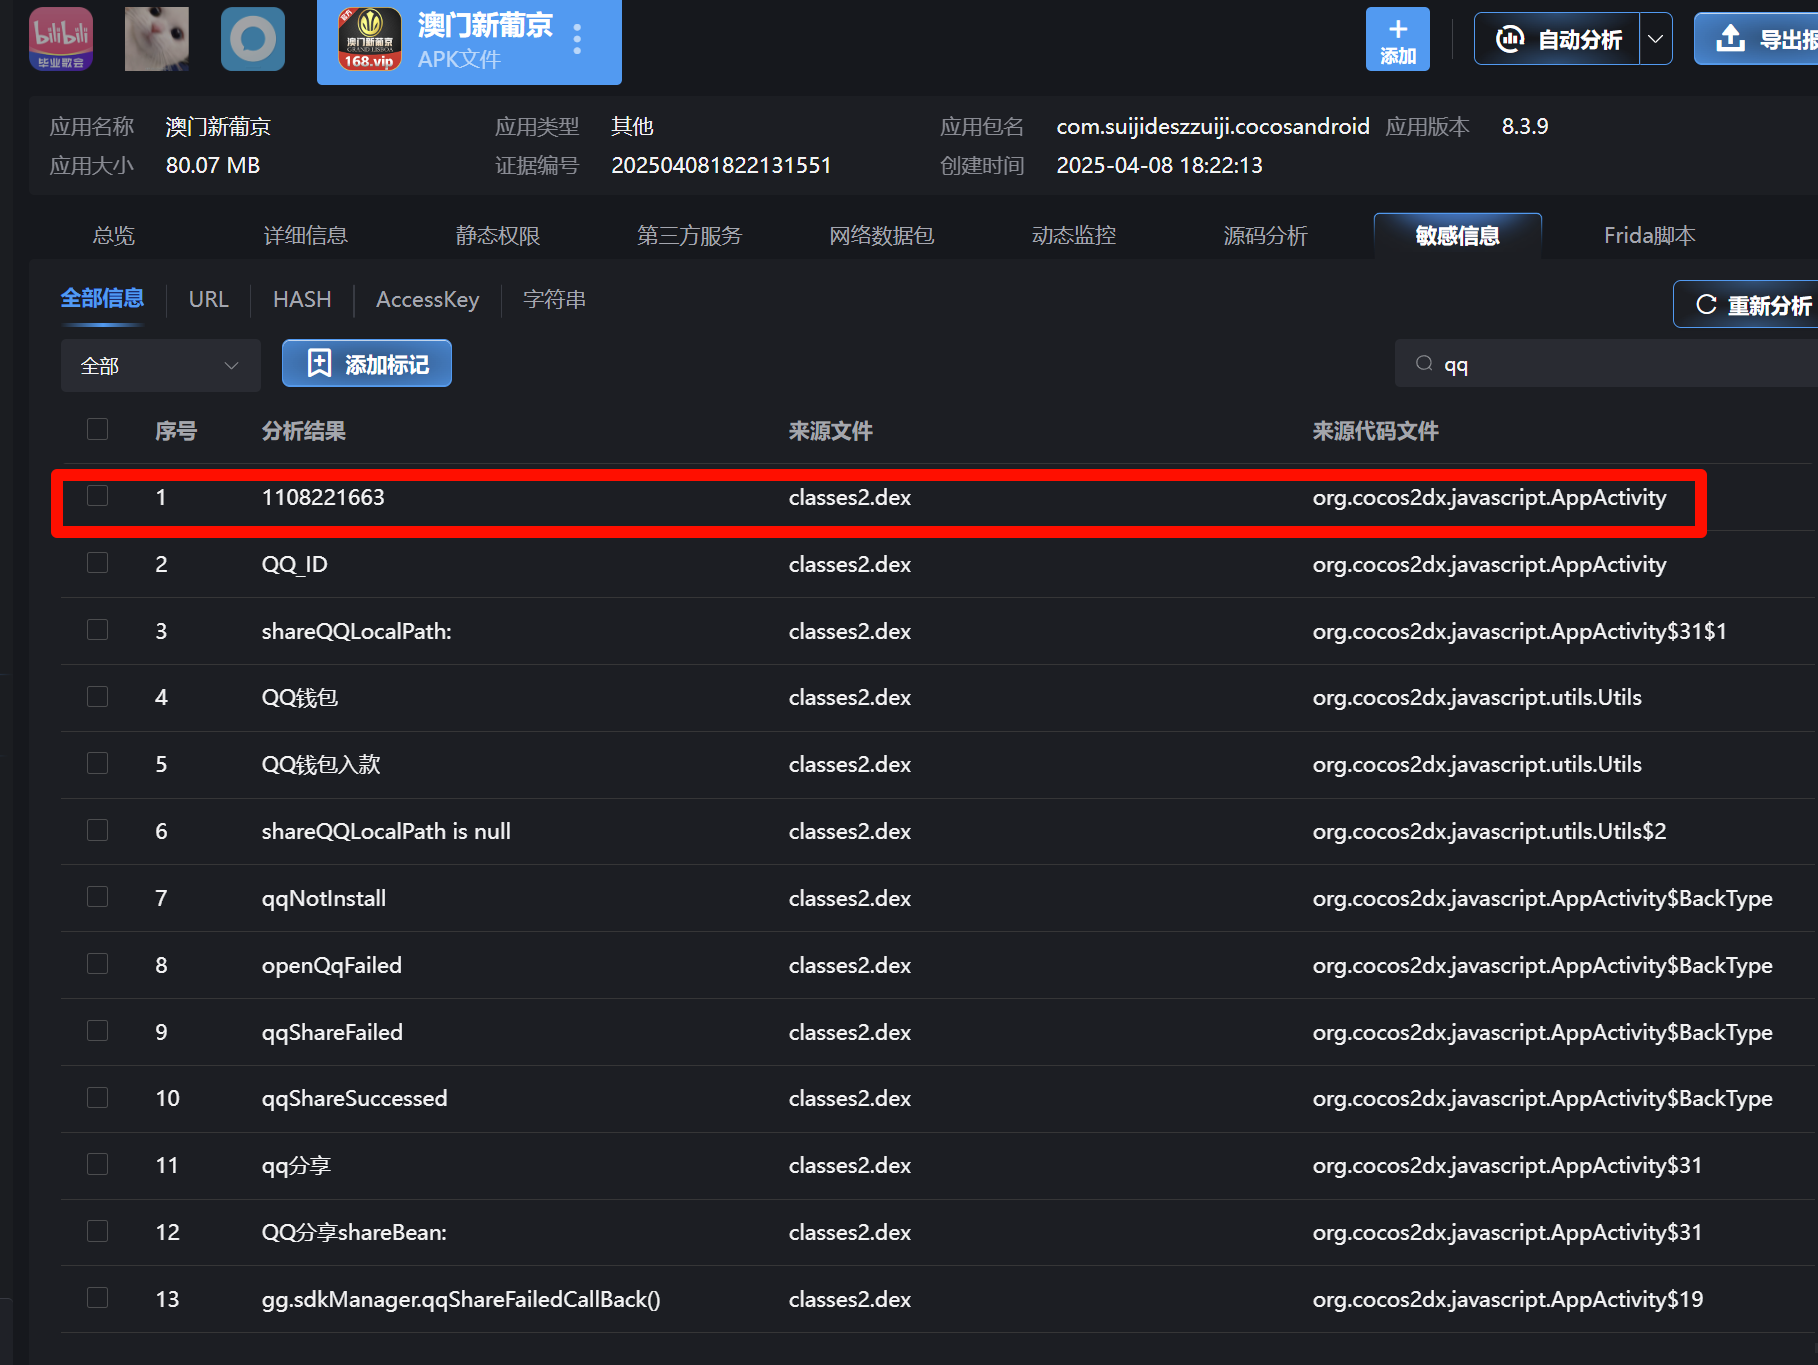 bilibili
毕业歌会
官方
澳门新葡京
GRAND LISBOA
168.vip
澳门新葡京
APK文件
添加
自动分析
导出报
应用名称 澳门新葡京 应用类型 其他 应用包名 com.suijideszzuiji.cocosandroid 应用版本 8.3.9
应用大小 80.07 MB 证据编号 202504081822131551 创建时间 2025-04-08 18:22:13
总览 详细信息 静态权限 第三方服务 网络数据包 动态监控 源码分析 敏感信息 Frida脚本
全部信息 URL HASH AccessKey 字符串
重新分析
全部 添加标记 qq
序号 分析结果 来源文件 来源代码文件
1 1108221663 classes2.dex org.cocos2dx.javascript.AppActivity
2 QQ_ID classes2.dex org.cocos2dx.javascript.AppActivity
3 shareQQLocalPath: classes2.dex org.cocos2dx.javascript.AppActivity$31$1
4 QQ钱包 classes2.dex org.cocos2dx.javascript.utils.Utils
5 QQ钱包入款 classes2.dex org.cocos2dx.javascript.utils.Utils
6 shareQQLocalPath is null classes2.dex org.cocos2dx.javascript.utils.Utils$2
7 qqNotInstall classes2.dex org.cocos2dx.javascript.AppActivity$BackType
8 openQqFailed classes2.dex org.cocos2dx.javascript.AppActivity$BackType
9 qqShareFailed classes2.dex org.cocos2dx.javascript.AppActivity$BackType
10 qqShareSuccessed classes2.dex org.cocos2dx.javascript.AppActivity$BackType
11 qq分享 classes2.dex org.cocos2dx.javascript.AppActivity$31
12 QQ分享shareBean: classes2.dex org.cocos2dx.javascript.AppActivity$31
13 gg.sdkManager.qqShareFailedCallBack() classes2.dex org.cocos2dx.javascript.AppActivity$19